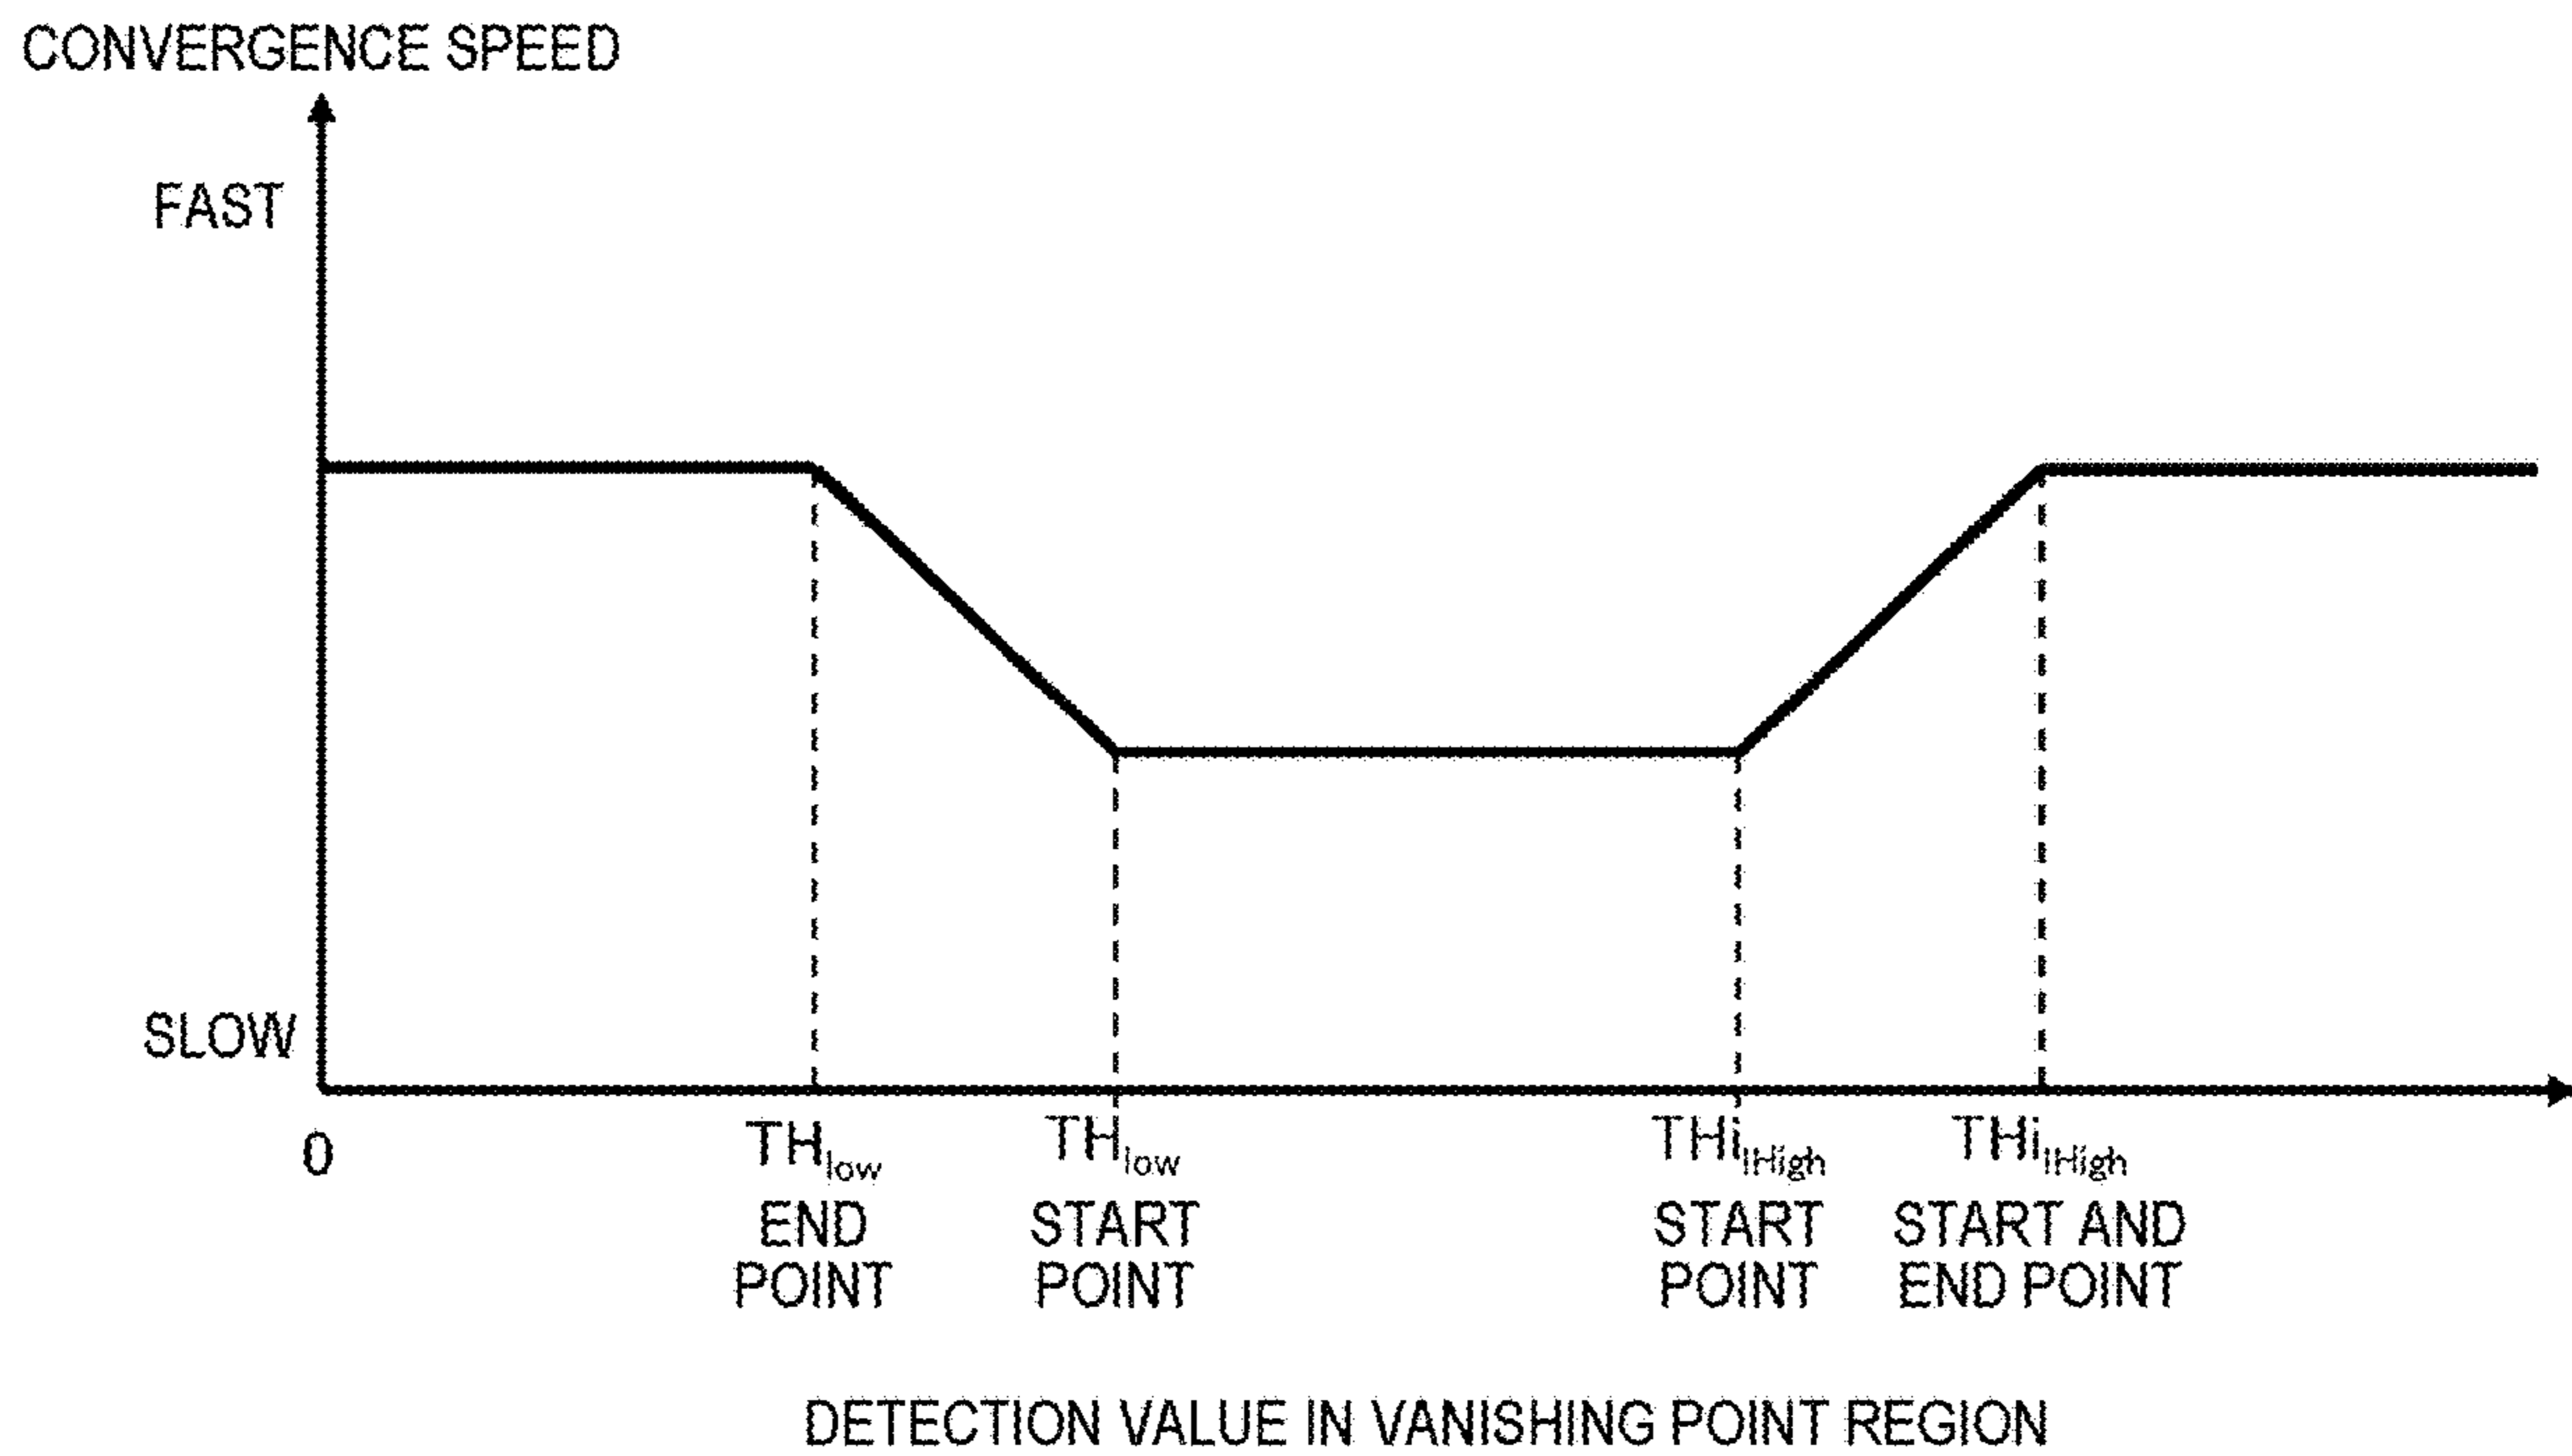 CONVERGENCE SPEED
FAST
SLOW
0
THlow
END
POINT
THlow
START
POINT
THiIHigh
START
POINT
THiIHigh
START AND
END POINT
DETECTION VALUE IN VANISHING POINT REGION